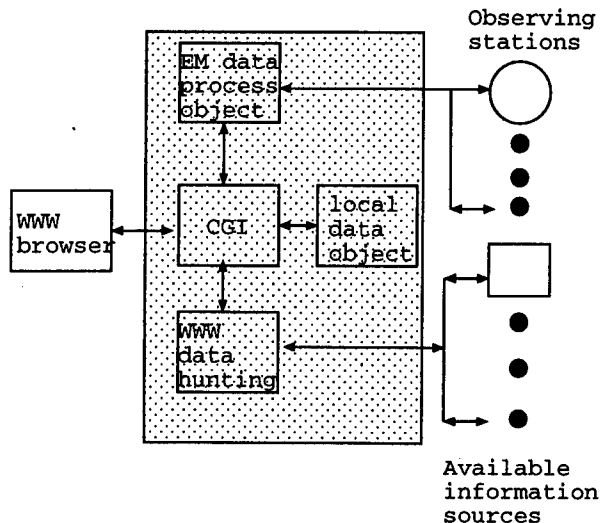 Observing
stations
EM data
process
object
WWW
browser
CGI
local
data
object
WWW
data
hunting
Available
information
sources